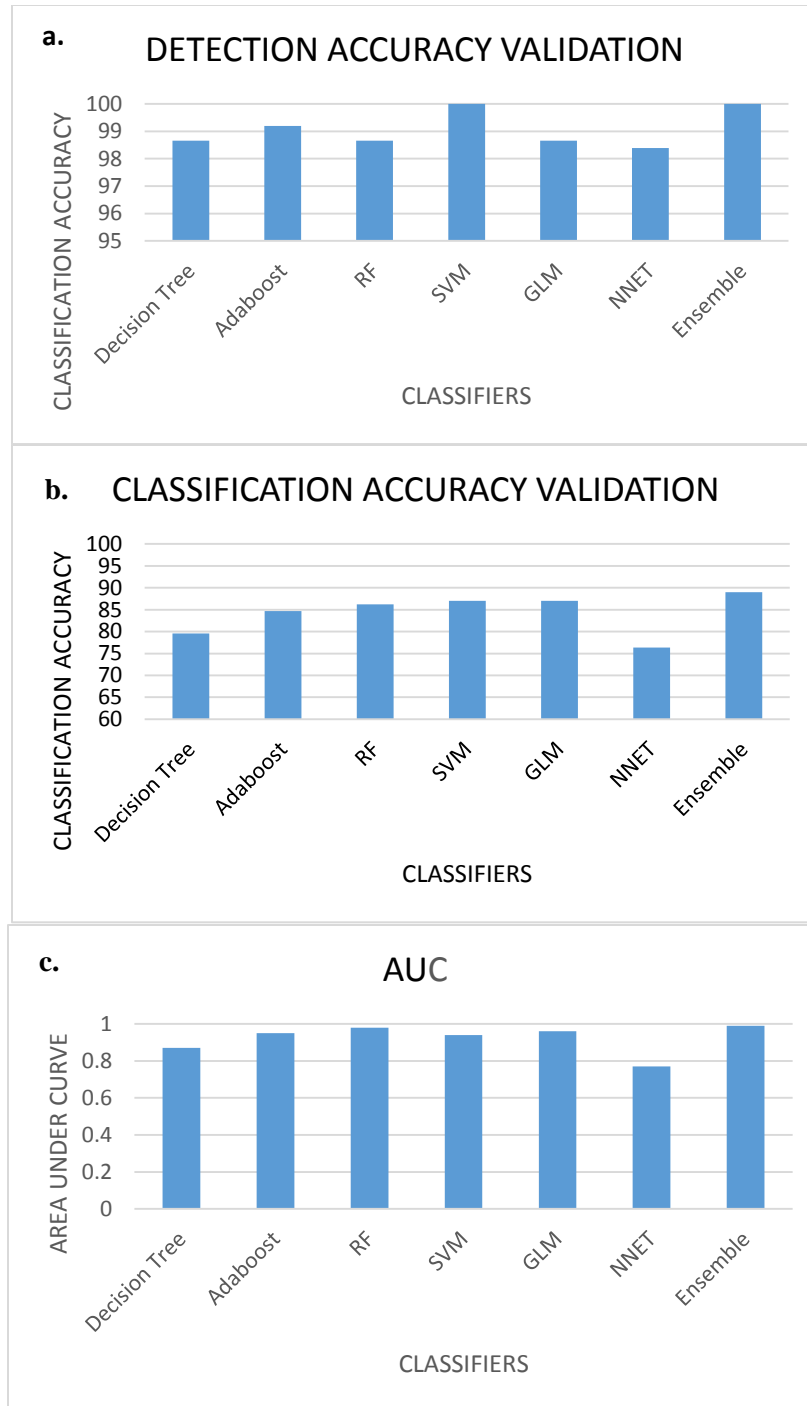 a.
DETECTION ACCURACY VALIDATION
CLASSIFICATION ACCURACY
100
99
98
97
96
95
Decision Tree
Adaboost
RF
SVM
GLM
NNET
Ensemble
CLASSIFIERS
b.
CLASSIFICATION ACCURACY VALIDATION
CLASSIFICATION ACCURACY
100
95
90
85
80
75
70
65
60
Decision Tree
Adaboost
RF
SVM
GLM
NNET
Ensemble
CLASSIFIERS
c.
AUC
AREA UNDER CURVE
1
0.8
0.6
0.4
0.2
0
Decision Tree
Adaboost
RF
SVM
GLM
NNET
Ensemble
CLASSIFIERS